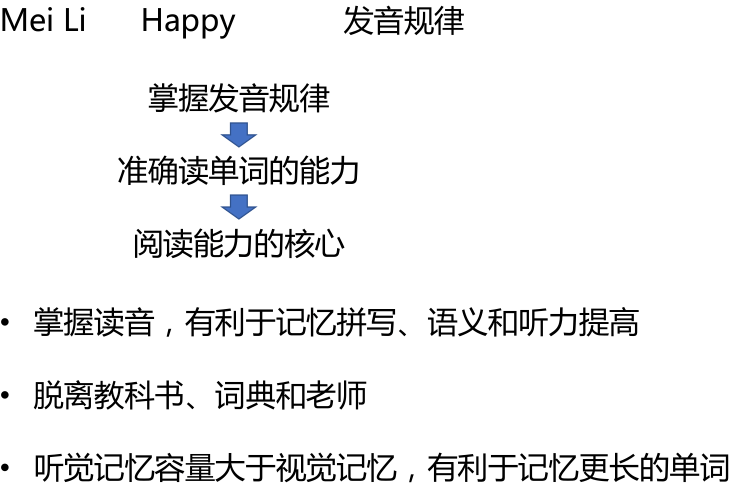 Mei Li Happy 发音规律
掌握发音规律
准确读单词的能力
阅读能力的核心
• 掌握读音，有利于记忆拼写、语义和听力提高
• 脱离教科书、词典和老师
• 听觉记忆容量大于视觉记忆，有利于记忆更长的单词